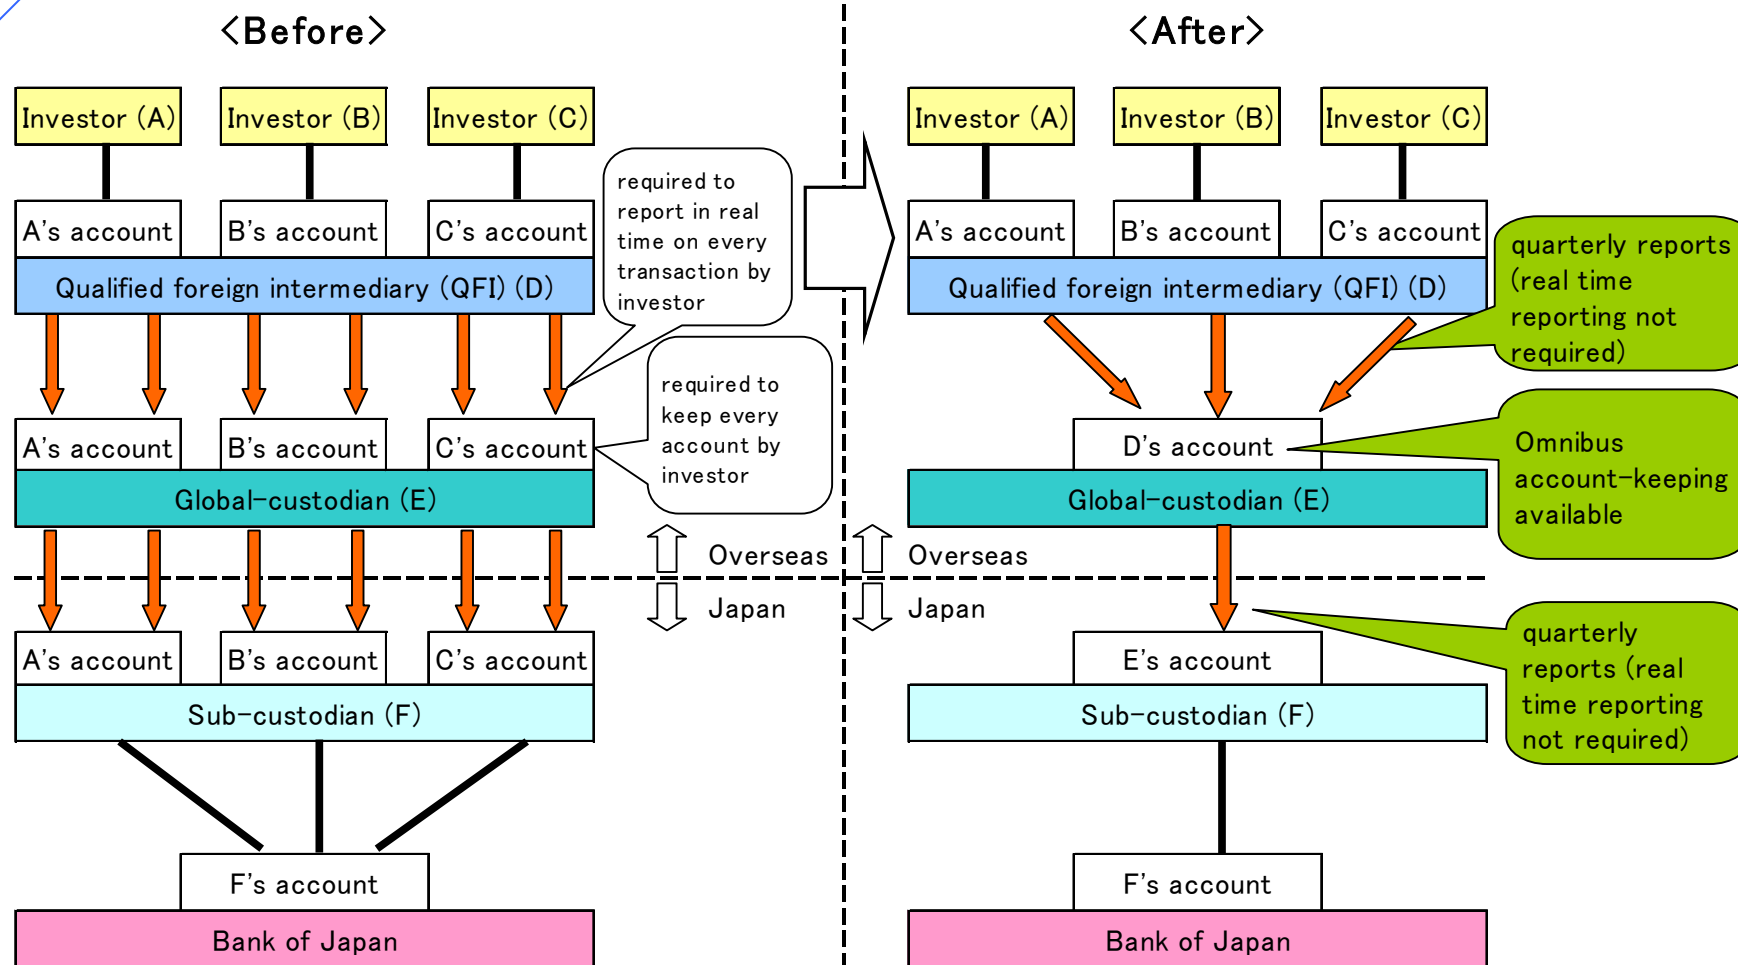 <Before>
Investor (A)
Investor (B)
Investor (C)
A's account
B's account
C's account
Qualified foreign intermediary (QFI) (D)
required to
report in real
time on every
transaction by
investor
A's account
B's account
C's account
required to
keep every
account by
investor
Global-custodian (E)
Overseas
Japan
A's account
B's account
C's account
Sub-custodian (F)
F's account
Bank of Japan
<After>
Investor (A)
Investor (B)
Investor (C)
A's account
B's account
C's account
Qualified foreign intermediary (QFI) (D)
quarterly reports
(real time
reporting not
required)
D's account
Omnibus
account-keeping
available
Global-custodian (E)
Overseas
Japan
E's account
quarterly
reports (real
time reporting
not required)
Sub-custodian (F)
F's account
Bank of Japan